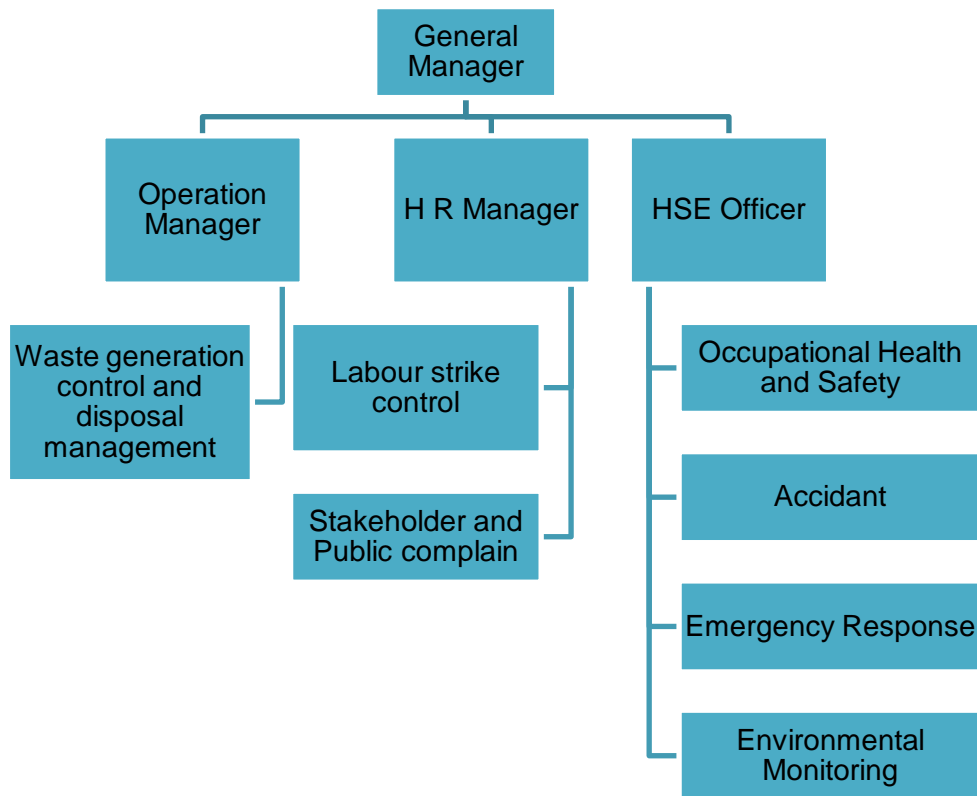 General
Manager
Operation
Manager
H R Manager
HSE Officer
Waste generation
control and
disposal
management
Labour strike
control
Stakeholder and
Public complain
Occupational Health
and Safety
Accidant
Emergency Response
Environmental
Monitoring